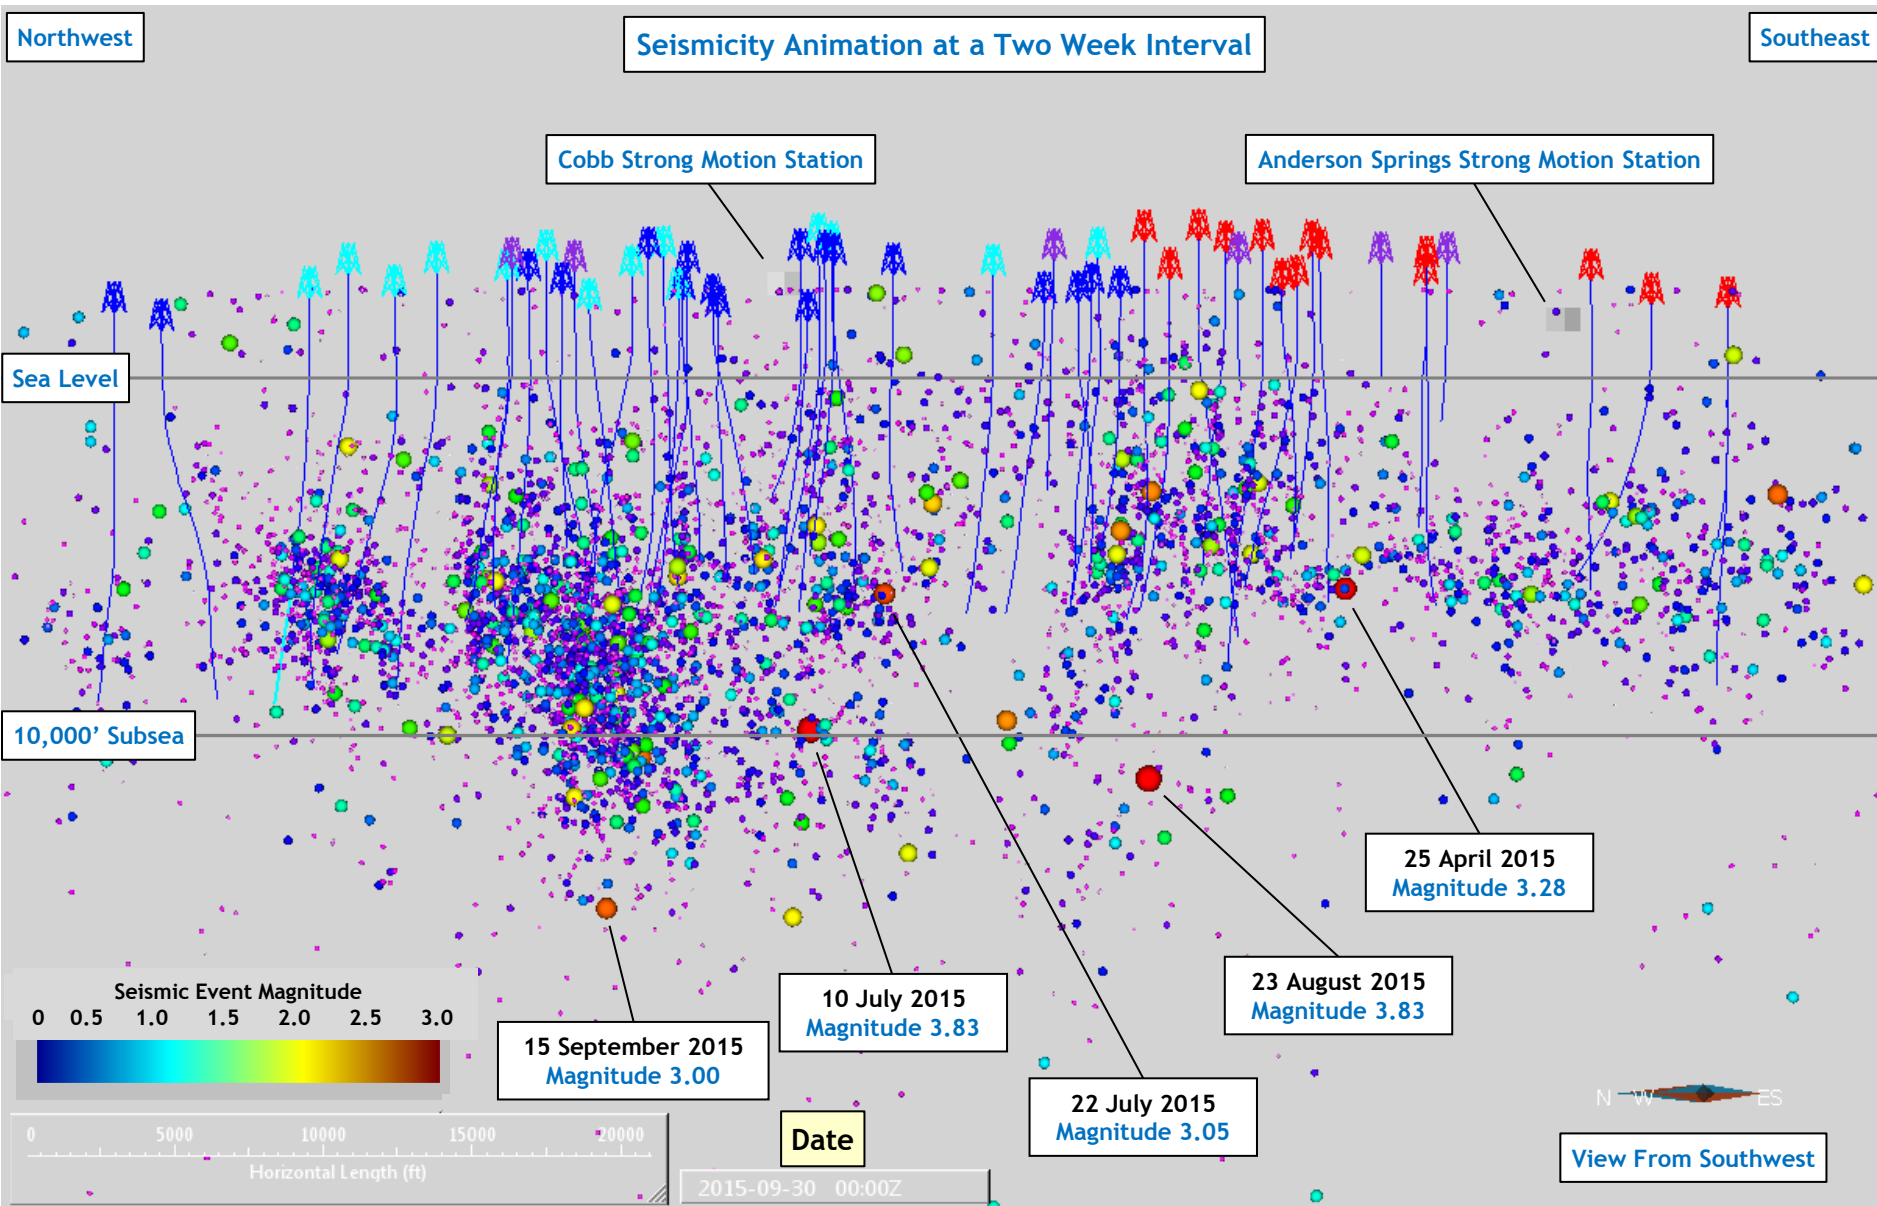 Northwest
Seismicity Animation at a Two Week Interval
Southeast
Cobb Strong Motion Station
Anderson Springs Strong Motion Station
Sea Level
10,000’ Subsea
25 April 2015
Magnitude 3.28
23 August 2015
Magnitude 3.83
10 July 2015
Magnitude 3.83
15 September 2015
Magnitude 3.00
22 July 2015
Magnitude 3.05
Seismic Event Magnitude
0 0.5 1.0 1.5 2.0 2.5 3.0
0 5000 10000 15000 20000
Horizontal Length (ft)
Date
2015-09-30 00:00Z
N W ES
View From Southwest